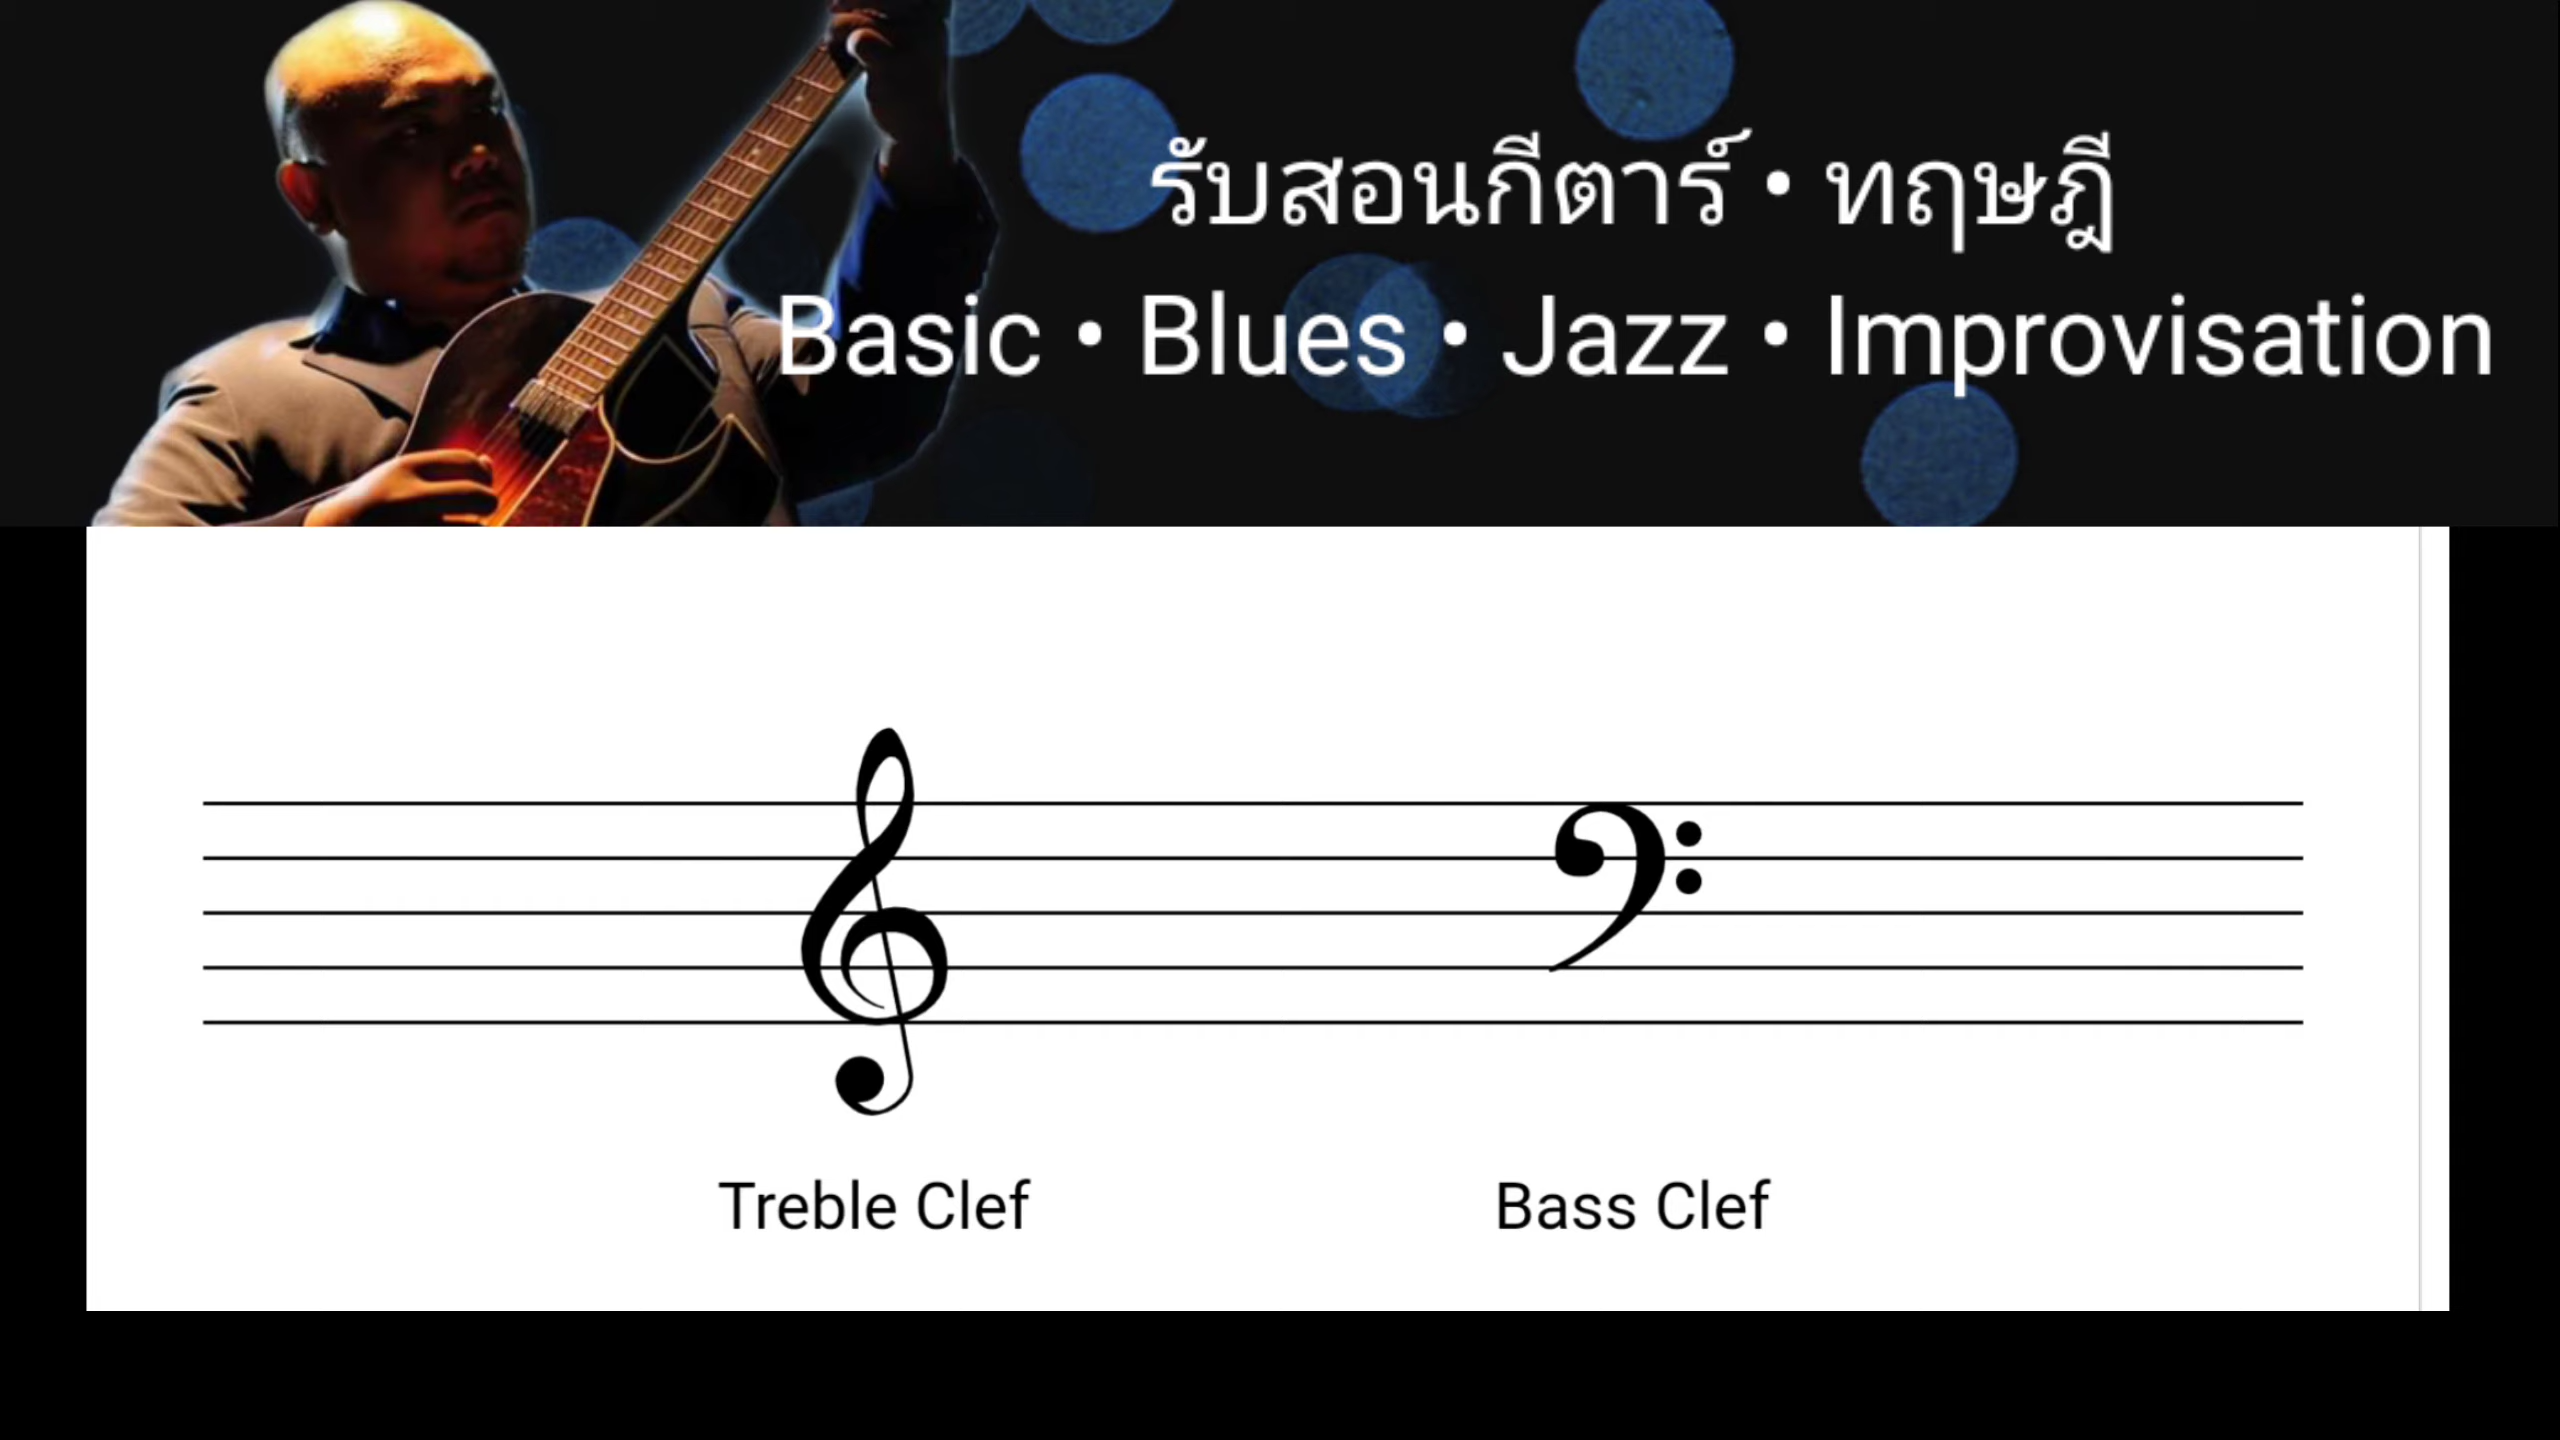 รับสอนกีตาร์ • ทฤษฎี
Basic • Blues • Jazz • Improvisation
Treble Clef
Bass Clef